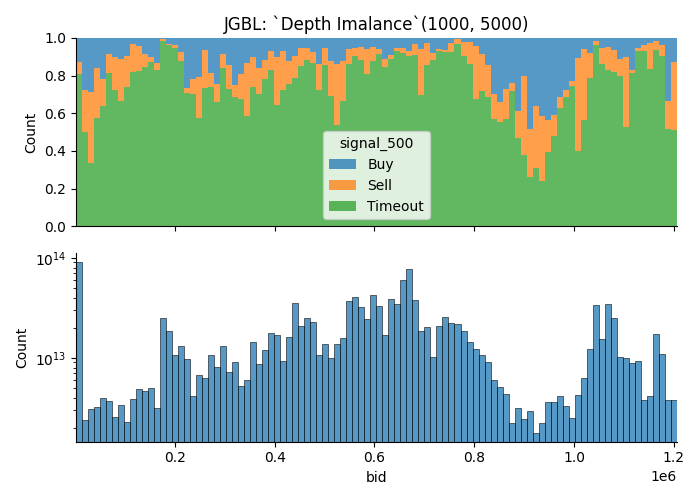 JGBL: `Depth Imalance`(1000, 5000)
1.0
0.8
0.6
0.4
0.2
0.0
Count
signal_500
Buy
Sell
Timeout
10^14
10^13
Count
0.2
0.4
0.6
0.8
1.0
1.2
1e6
bid